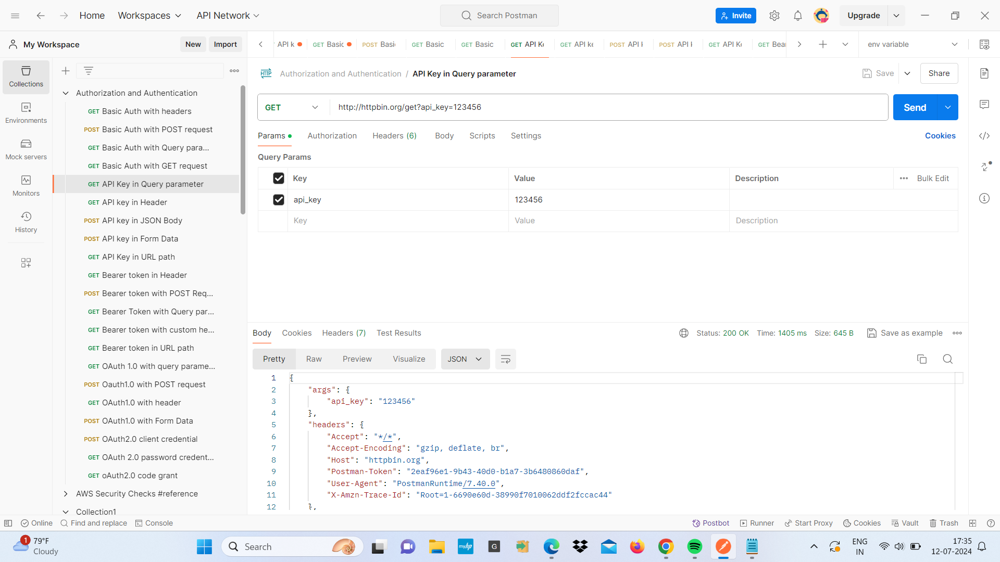 Home Workspaces API Network Search Postman Invite Upgrade
My Workspace New Import
API k GET Basic POST Basic GET Basic GET Basic GET API Ke GET API ke POST API k POST API k GET API Ke GET Bear env variable
Collections
Environments
Mock servers
Monitors
History
Authorization and Authentication
GET Basic Auth with headers
POST Basic Auth with POST request
GET Basic Auth with Query para...
GET Basic Auth with GET request
GET API Key in Query parameter
GET API key in Header
POST API key in JSON Body
POST API key in Form Data
GET API Key in URL path
GET Bearer token in Header
POST Bearer token with POST Req...
GET Bearer Token with Query par...
GET Bearer token with custom he...
GET Bearer token in URL path
GET OAuth 1.0 with query parame...
POST Oauth1.0 with POST request
GET OAuth1.0 with header
POST OAuth1.0 with Form Data
POST OAuth2.0 client credential
GET OAuth 2.0 password credent...
GET oAuth2.0 code grant
AWS Security Checks #reference
Collection1
HTTP Authorization and Authentication / API Key in Query parameter Save Share
GET http://httpbin.org/get?api_key=123456 Send
Params Authorization Headers (6) Body Scripts Settings Cookies
Query Params
Key Value Description Bulk Edit
api_key 123456
Key Value Description
Body Cookies Headers (7) Test Results Status: 200 OK Time: 1405 ms Size: 645 B Save as example
Pretty Raw Preview Visualize JSON
1 {
2 "args": {
3 "api_key": "123456"
4 },
5 "headers": {
6 "Accept": "*/*",
7 "Accept-Encoding": "gzip, deflate, br",
8 "Host": "httpbin.org",
9 "Postman-Token": "2eaf96e1-9b43-40d0-b1a7-3b6480860daf",
10 "User-Agent": "PostmanRuntime/7.40.0",
11 "X-Amzn-Trace-Id": "Root=1-6690e60d-38990f7010062ddf2fccac44"
12 },
Online Find and replace Console Postbot Runner Start Proxy Cookies Vault Trash
1 79°F
Cloudy
Search
myhp
G
ENG
IN
17:35
12-07-2024